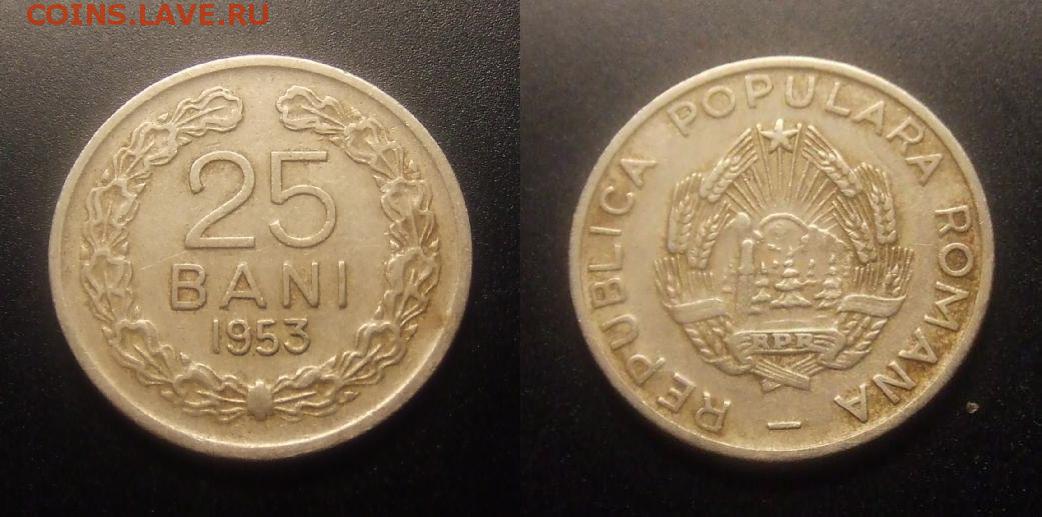 COINS.LAVE.RU
25
BANI
1953
REPUBLICA POPULARA ROMANA
RPR